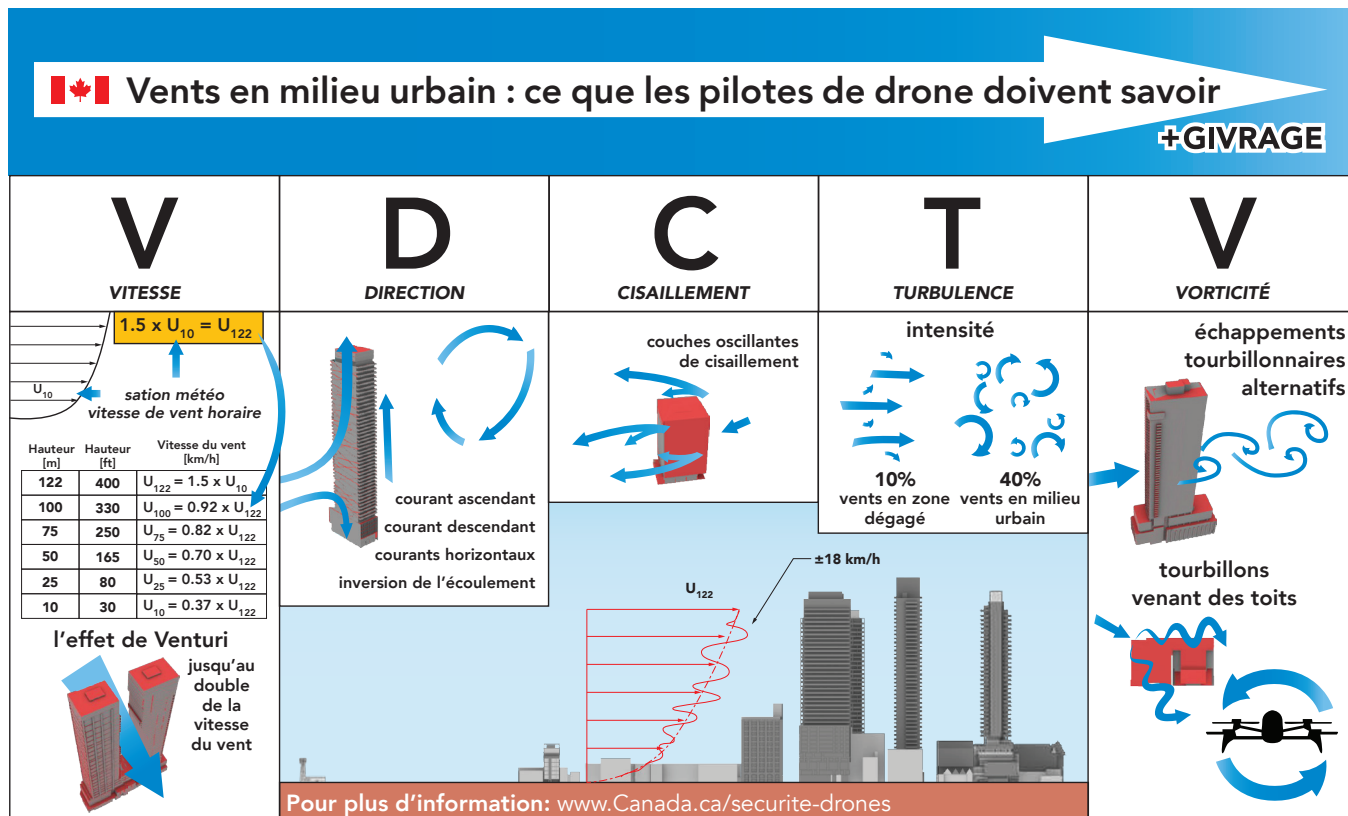 Vents en milieu urbain : ce que les pilotes de drone doivent savoir
+GIVRAGE
V
VITESSE
1.5 x U10 = U122
U10
sation météo
vitesse de vent horaire
Hauteur [m] Hauteur [ft] Vitesse du vent [km/h]
122 400 U122 = 1.5 x U10
100 330 U100 = 0.92 x U122
75 250 U75 = 0.82 x U122
50 165 U50 = 0.70 x U122
25 80 U25 = 0.53 x U122
10 30 U10 = 0.37 x U122
l'effet de Venturi
jusqu'au
double
de la
vitesse
du vent
D
DIRECTION
courant ascendant
courant descendant
courants horizontaux
inversion de l'écoulement
C
CISAILLEMENT
couches oscillantes
de cisaillement
T
TURBULENCE
intensité
10%
vents en zone
dégagé
40%
vents en milieu
urbain
V
VORTICITÉ
échappements
tourbillonnaires
alternatifs
tourbillons
venant des toits
U122
±18 km/h
Pour plus d'information: www.Canada.ca/securite-drones